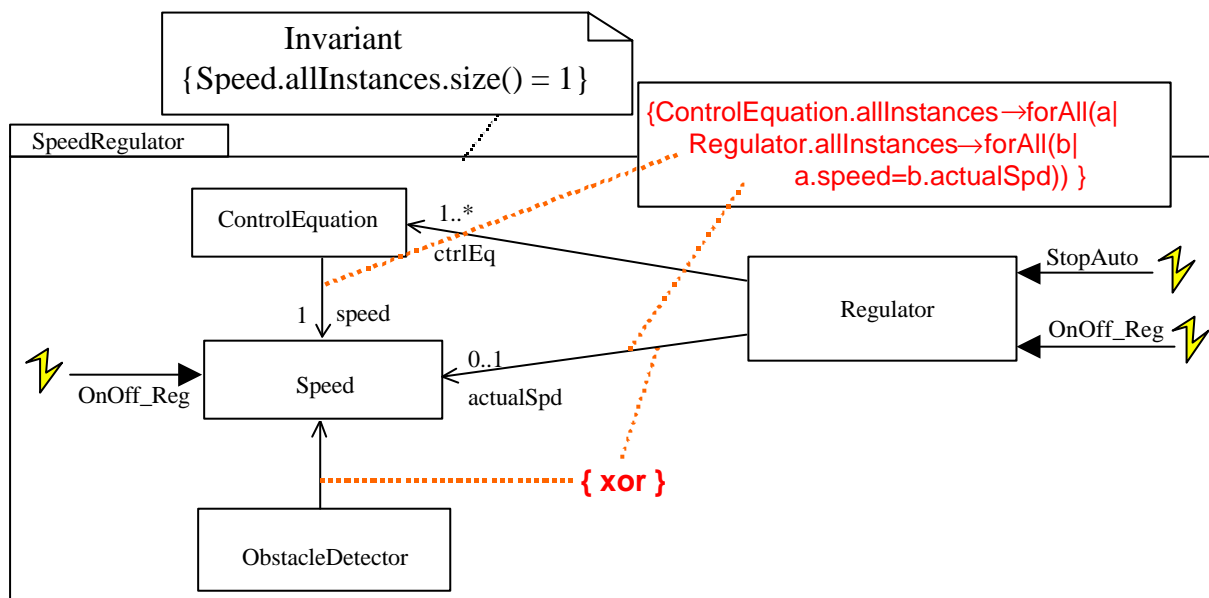 Invariant
{Speed.allInstances.size() = 1}
{ControlEquation.allInstances→forAll(a|
Regulator.allInstances→forAll(b|
a.speed=b.actualSpd)) }
SpeedRegulator
ControlEquation
1..*
ctrlEq
StopAuto
Regulator
1 speed
OnOff_Reg
0..1
Speed
OnOff_Reg
actualSpd
{ xor }
ObstacleDetector